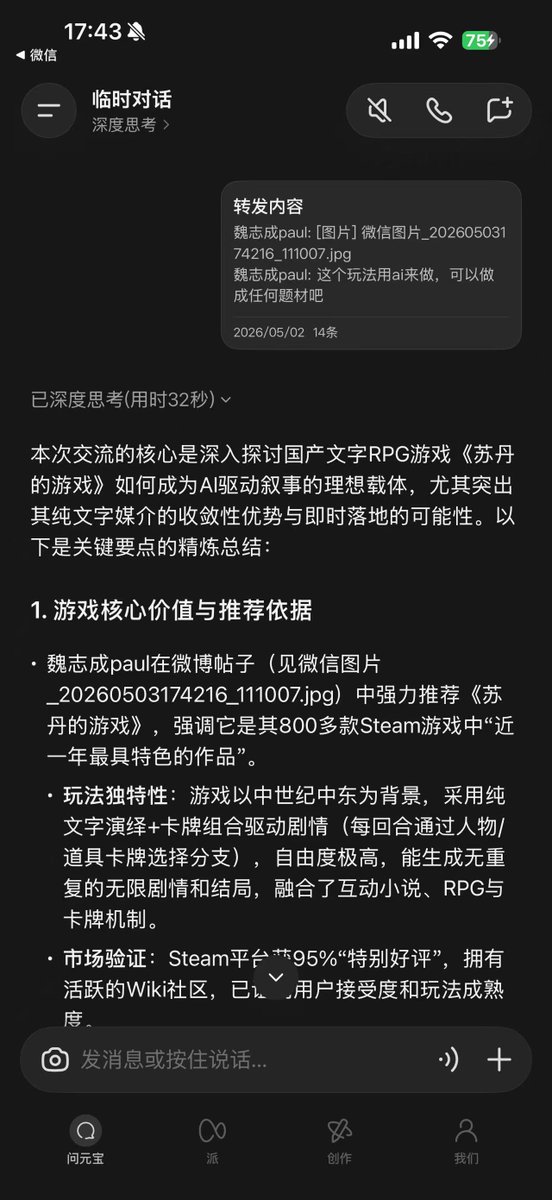 17:43
75
微信
临时对话
深度思考
转发内容
魏志成paul: [图片] 微信图片_202605031
74216_111007.jpg
魏志成paul: 这个玩法用ai来做，可以做
成任何题材吧
2026/05/02 14条
已深度思考(用时32秒)
本次交流的核心是深入探讨国产文字RPG游戏《苏丹
的游戏》如何成为AI驱动叙事的理想载体，尤其突出
其纯文字媒介的收敛性优势与即时落地的可能性。以
下是关键要点的精炼总结：
1. 游戏核心价值与推荐依据
• 魏志成paul在微博帖子（见微信图片
_20260503174216_111007.jpg）中强力推荐《苏
丹的游戏》，强调它是其800多款Steam游戏中“近
一年最具特色的作品”。
• 玩法独特性：游戏以中世纪中东为背景，采用纯
文字演绎+卡牌组合驱动剧情（每回合通过人物/
道具卡牌选择分支），自由度极高，能生成无重
复的无限剧情和结局，融合了互动小说、RPG与
卡牌机制。
• 市场验证：Steam平台95%“特别好评”，拥有
活跃的Wiki社区，已用户接受度和玩法成熟
度。
发消息或按住说话...
问元宝
派
创作
我们